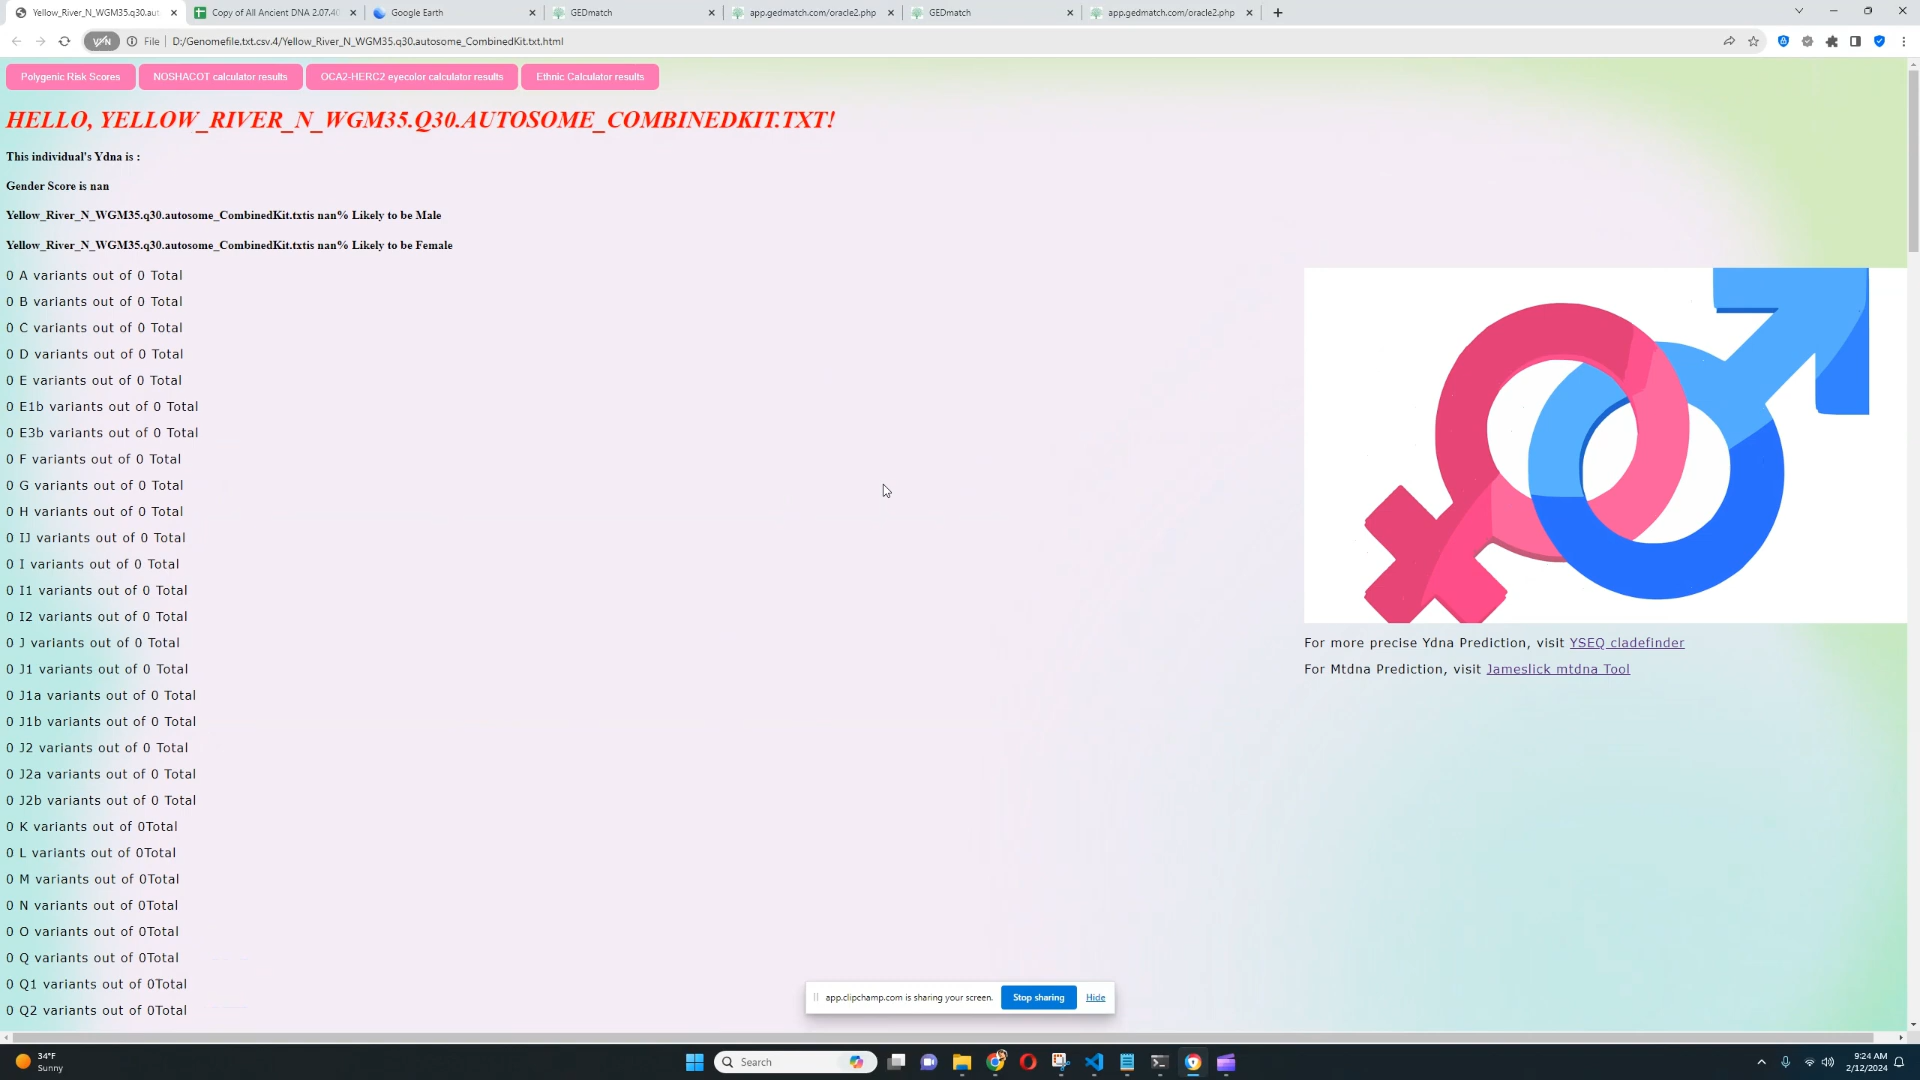 Yellow_River_N_WGM35.q30.aut
Copy of All Ancient DNA 2.07.40
Google Earth
GEDmatch
app.gedmatch.com/oracle2.php
GEDmatch
app.gedmatch.com/oracle2.php
VPN
File
D:/Genomefile.txt.csv.4/Yellow_River_N_WGM35.q30.autosome_CombinedKit.txt.html
Polygenic Risk Scores
NOSHACOT calculator results
OCA2-HERC2 eyecolor calculator results
Ethnic Calculator results
HELLO, YELLOW_RIVER_N_WGM35.Q30.AUTOSOME_COMBINEDKIT.TXT!
This individual's Ydna is :
Gender Score is nan
Yellow_River_N_WGM35.q30.autosome_CombinedKit.txtis nan% Likely to be Male
Yellow_River_N_WGM35.q30.autosome_CombinedKit.txtis nan% Likely to be Female
0 A variants out of 0 Total
0 B variants out of 0 Total
0 C variants out of 0 Total
0 D variants out of 0 Total
0 E variants out of 0 Total
0 E1b variants out of 0 Total
0 E3b variants out of 0 Total
0 F variants out of 0 Total
0 G variants out of 0 Total
0 H variants out of 0 Total
0 IJ variants out of 0 Total
0 I variants out of 0 Total
0 I1 variants out of 0 Total
0 I2 variants out of 0 Total
0 J variants out of 0 Total
0 J1 variants out of 0 Total
0 J1a variants out of 0 Total
0 J1b variants out of 0 Total
0 J2 variants out of 0 Total
0 J2a variants out of 0 Total
0 J2b variants out of 0 Total
0 K variants out of 0Total
0 L variants out of 0Total
0 M variants out of 0Total
0 N variants out of 0Total
0 O variants out of 0Total
0 Q variants out of 0Total
0 Q1 variants out of 0Total
0 Q2 variants out of 0Total
For more precise Ydna Prediction, visit YSEQ cladefinder
For Mtdna Prediction, visit Jameslick mtdna Tool
app.clipchamp.com is sharing your screen.
Stop sharing
Hide
34°F
Sunny
Search
9:24 AM
2/12/2024